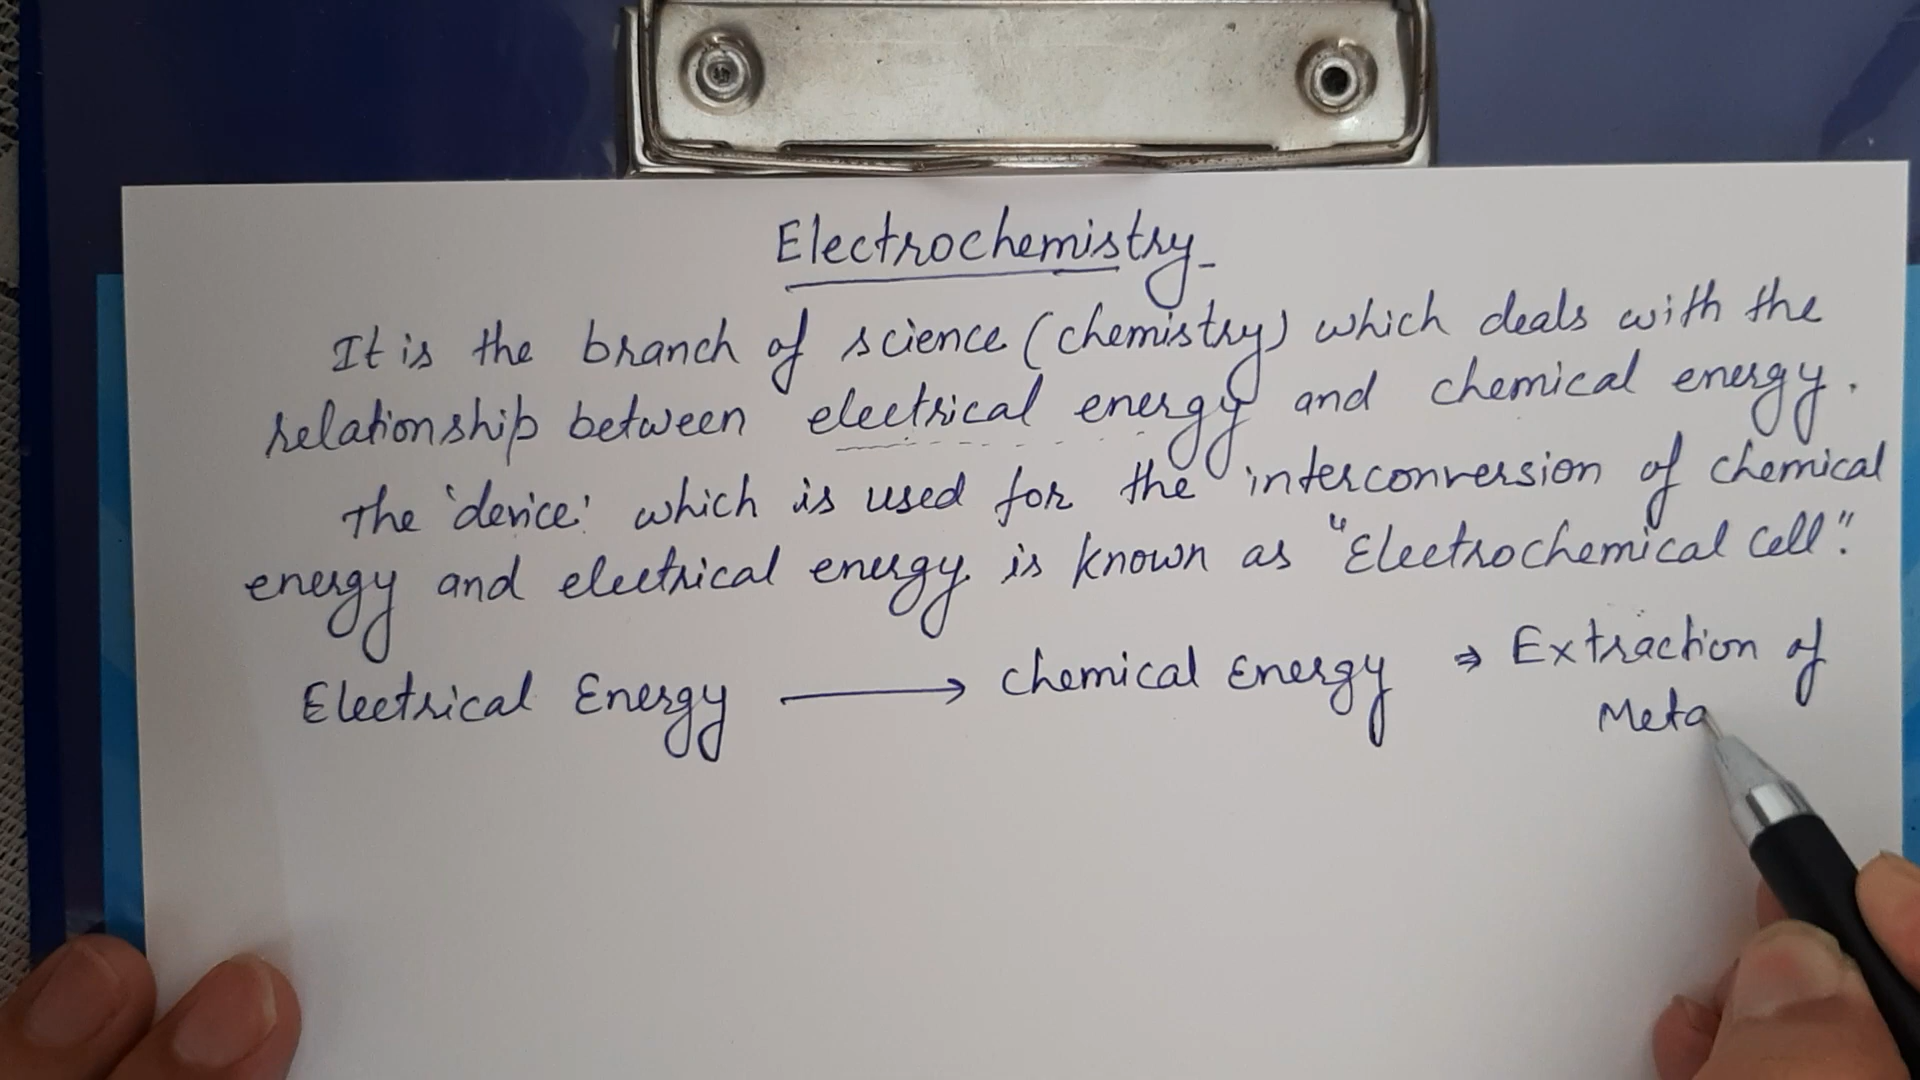 Electrochemistry
It is the branch of science (chemistry) which deals with the
relationship between electrical energy and chemical energy.
The 'device' which is used for the interconversion of chemical
energy and electrical energy is known as "Electrochemical Cell".
Electrical Energy → Chemical Energy ⇒ Extraction of
Meta